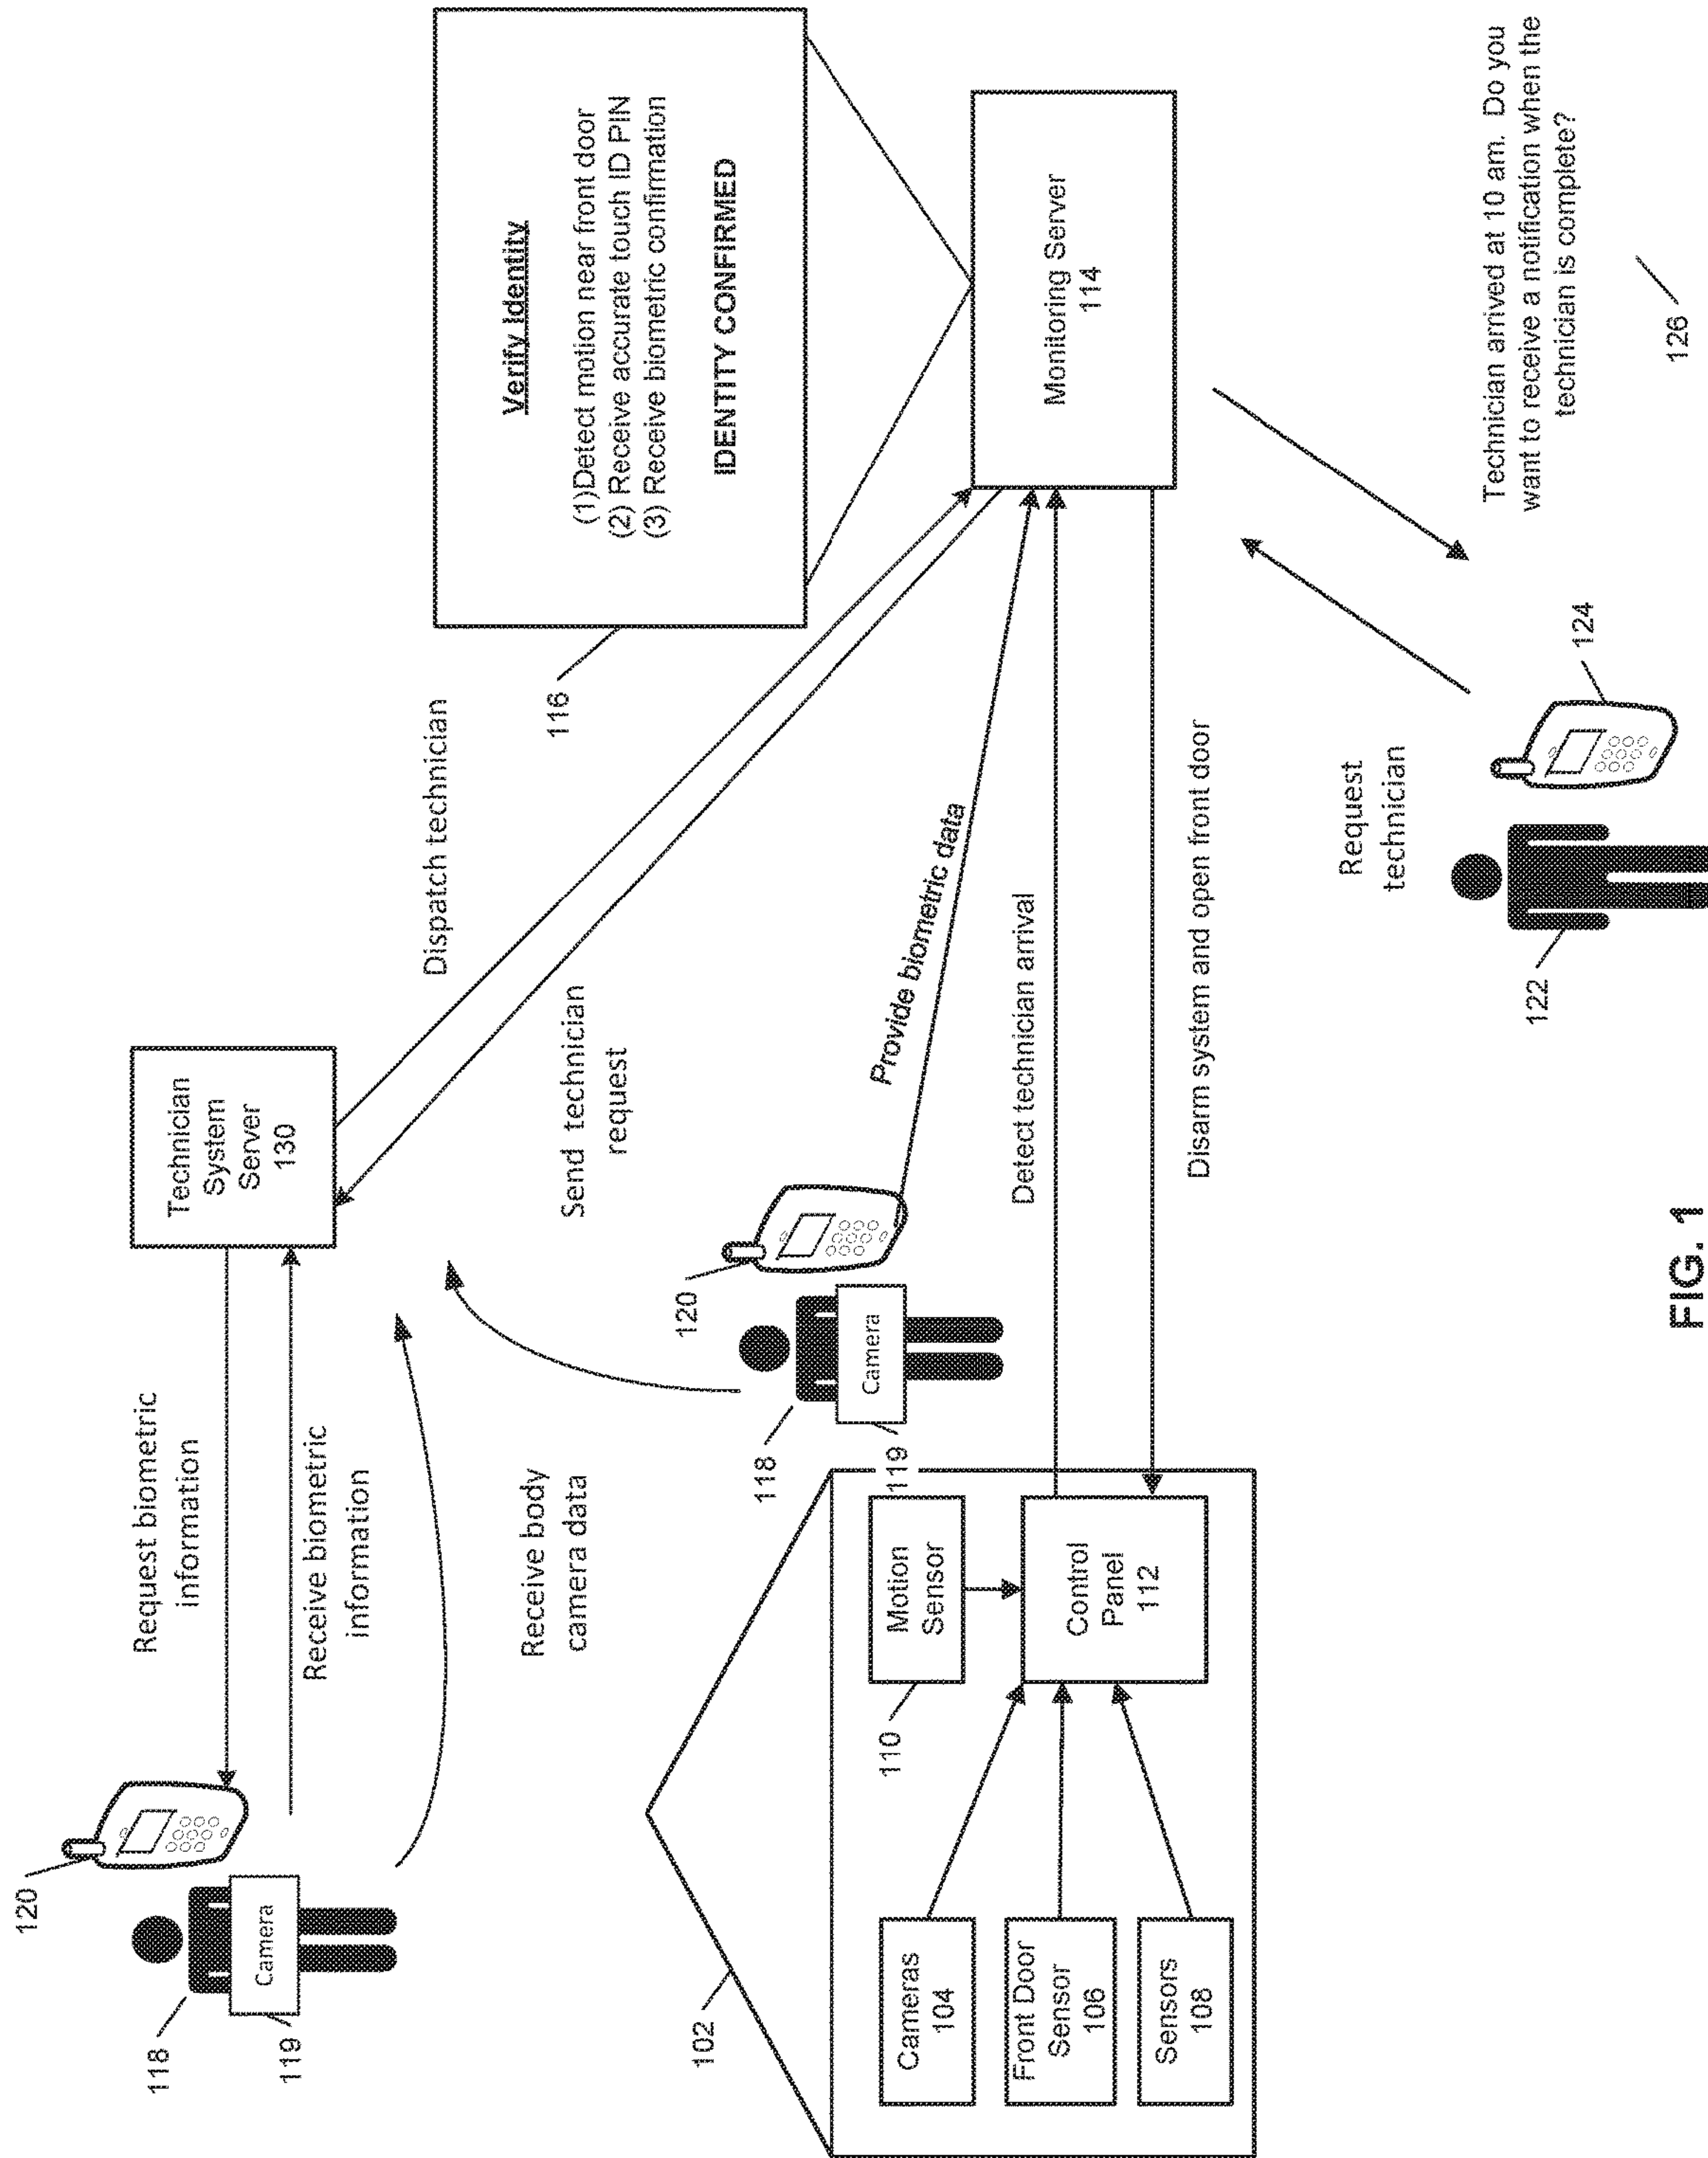 120
118
119
Camera
Request biometric
information
Receive biometric
information
Technician
System
Server
130
Receive body
camera data
Dispatch technician
Send technician
request
116
Verify Identity
(1)Detect motion near front door
(2) Receive accurate touch ID PIN
(3) Receive biometric confirmation
IDENTITY CONFIRMED
120
118
119
Camera
Provide biometric data
Monitoring Server
114
102
Cameras
104
Front Door
Sensor
106
Sensors
108
110
Motion
Sensor
Control
Panel
112
Detect technician arrival
Disarm system and open front door
Request
technician
122
124
Technician arrived at 10 am. Do you
want to receive a notification when the
technician is complete?
126
FIG. 1